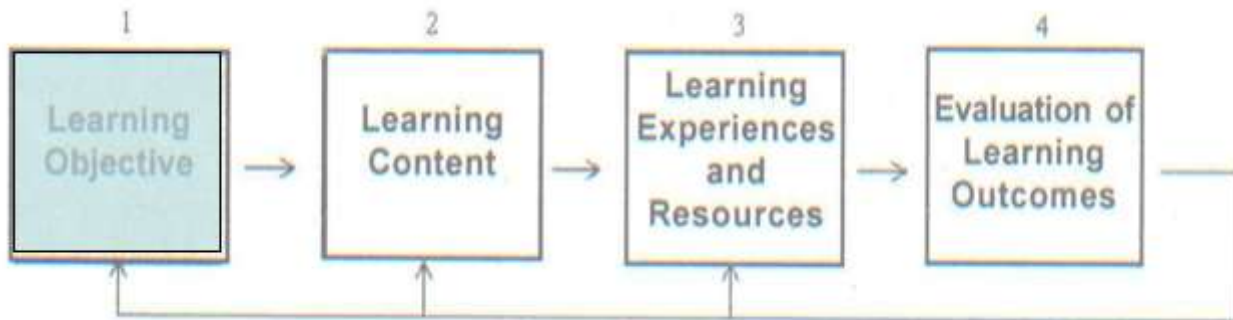 1
2
3
4
Learning
Objective
Learning
Content
Learning
Experiences
and
Resources
Evaluation of
Learning
Outcomes